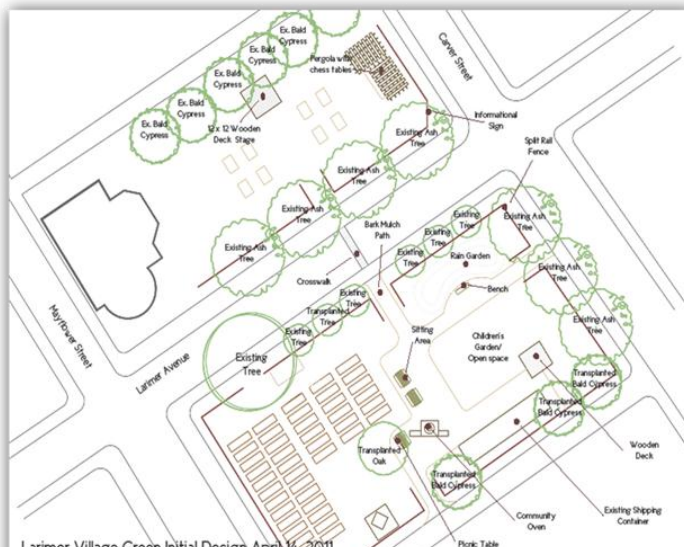 Ex. Bald
Cypress
Ex. Bald
Cypress
Ex. Bald
Cypress
Ex. Bald
Cypress
Ex. Bald
Cypress
Pergola with
chess tables
Carver Street
12 x 12 Wooden
Deck Stage
Informational
Sign
Existing Ash
Tree
Split Rail
Fence
Existing Ash
Tree
Existing Ash
Tree
Existing Ash
Tree
Bark Mulch
Path
Existing
Tree
Existing
Tree
Existing
Tree
Existing Ash
Tree
Rain Garden
Crosswalk
Existing Ash
Tree
Bench
Existing
Tree
Transplanted
Tree
Existing
Tree
Mayflower Street
Larimer Avenue
Existing
Tree
Sitting
Area
Children's
Garden/
Open space
Existing Ash
Tree
Transplanted
Bald Cypress
Transplanted
Bald Cypress
Transplanted
Oak
Wooden
Deck
Transplanted
Bald Cypress
Existing Shipping
Container
Community
Oven
Picnic Table
Larimer Village Green Initial Design April 14, 2011